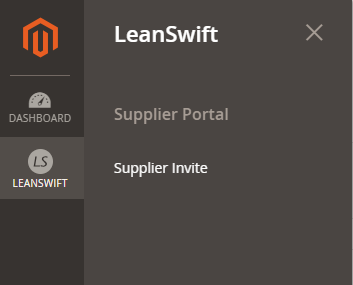 LeanSwift
Supplier Portal
DASHBOARD
Supplier Invite
LS
LEANSWIFT